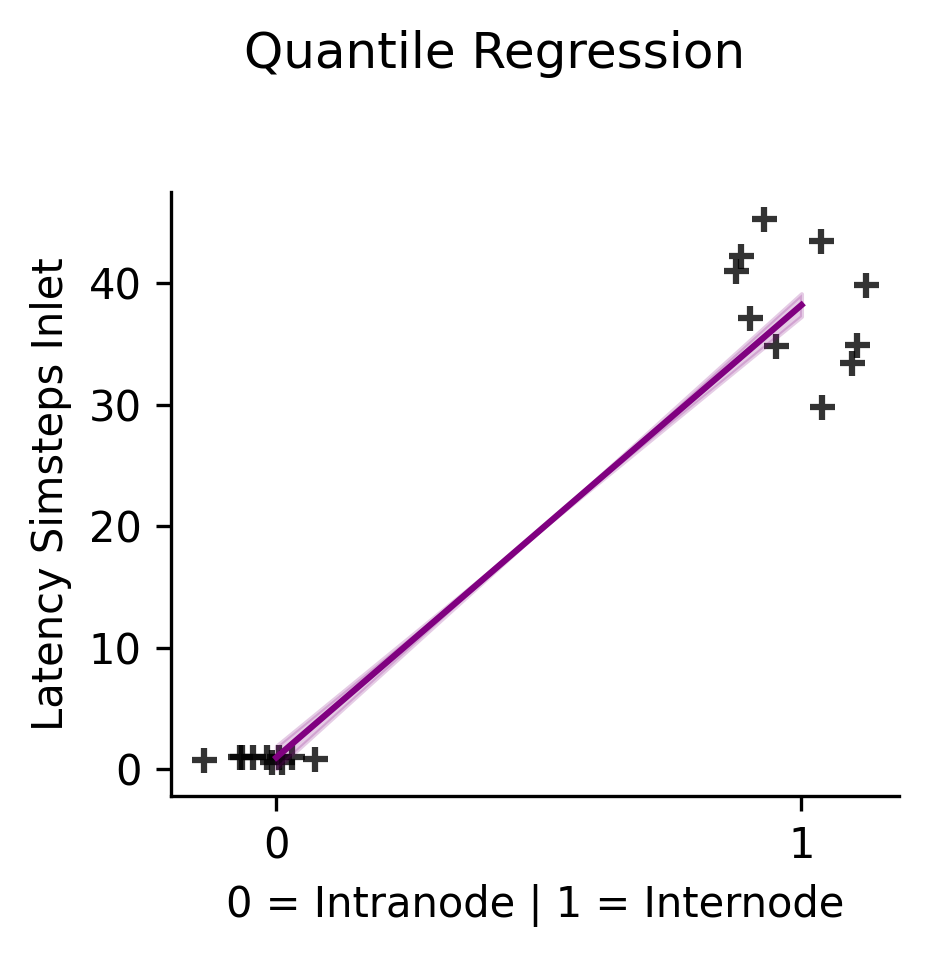 Quantile Regression
Latency Simsteps Inlet
40
30
20
10
0
0
1
0 = Intranode | 1 = Internode